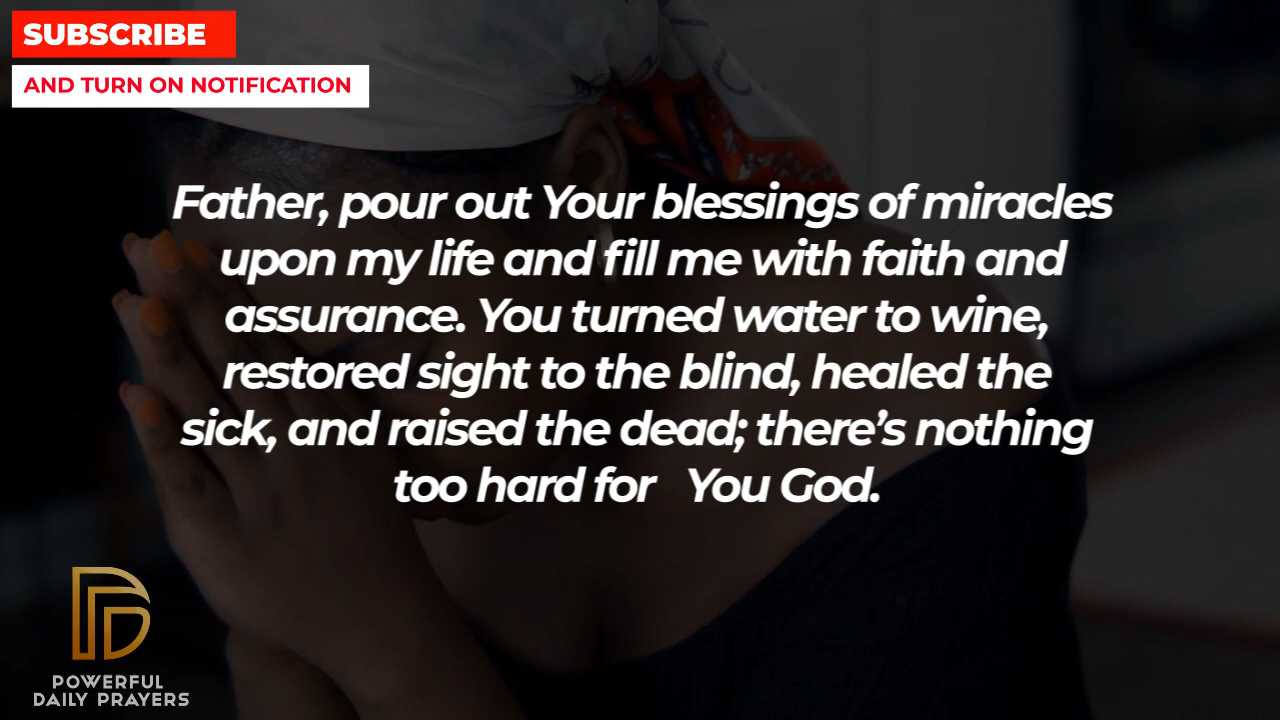 SUBSCRIBE
AND TURN ON NOTIFICATION
Father, pour out Your blessings of miracles
upon my life and fill me with faith and
assurance. You turned water to wine,
restored sight to the blind, healed the
sick, and raised the dead; there’s nothing
too hard for You God.
POWERFUL
DAILY PRAYERS